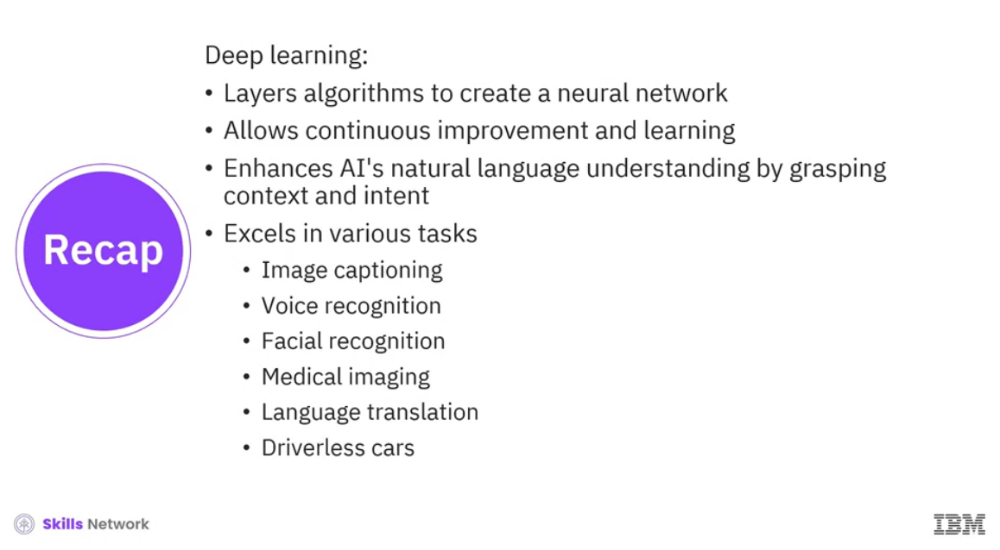 Deep learning:
• Layers algorithms to create a neural network
• Allows continuous improvement and learning
• Enhances AI's natural language understanding by grasping
context and intent
• Excels in various tasks
• Image captioning
• Voice recognition
• Facial recognition
• Medical imaging
• Language translation
• Driverless cars
Recap
Skills Network
IBM